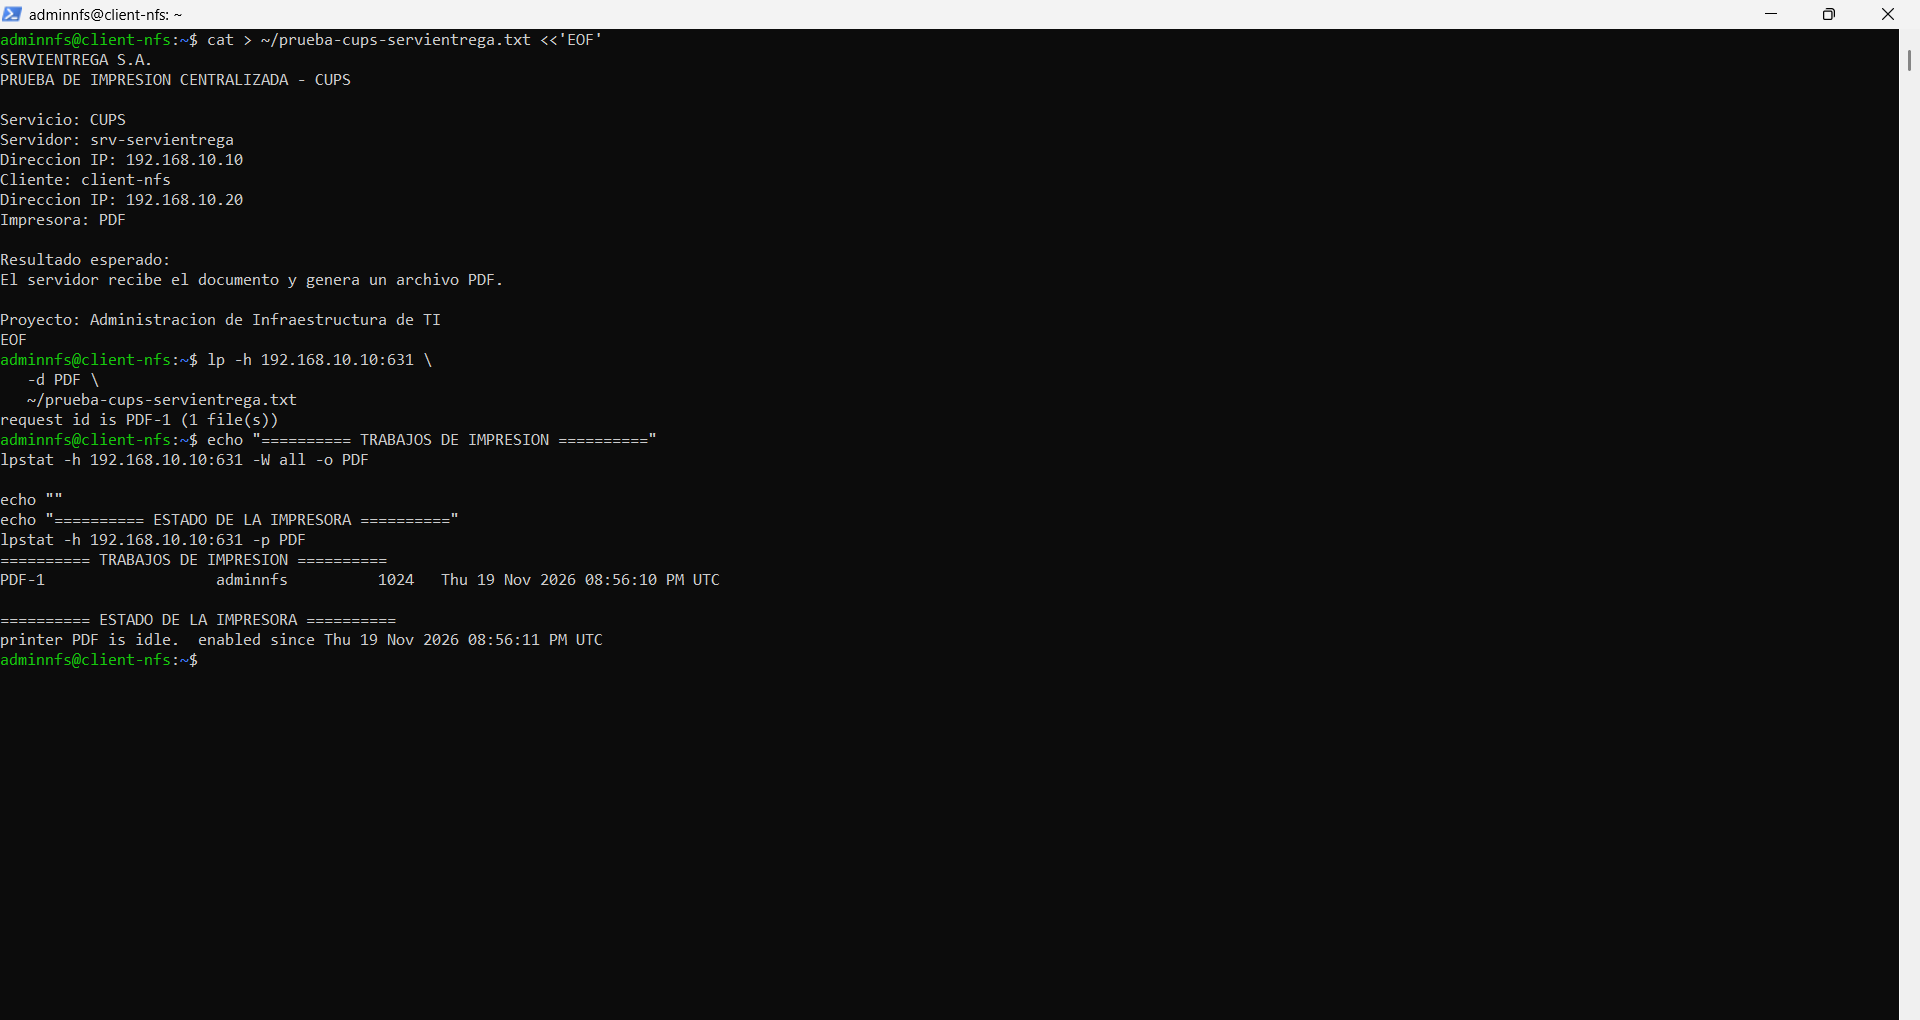 adminnfs@client-nfs: ~
adminnfs@client-nfs:~$ cat > ~/prueba-cups-servientrega.txt <<'EOF'
SERVIENTREGA S.A.
PRUEBA DE IMPRESION CENTRALIZADA - CUPS
Servicio: CUPS
Servidor: srv-servientrega
Direccion IP: 192.168.10.10
Cliente: client-nfs
Direccion IP: 192.168.10.20
Impresora: PDF
Resultado esperado:
El servidor recibe el documento y genera un archivo PDF.
Proyecto: Administracion de Infraestructura de TI
EOF
adminnfs@client-nfs:~$ lp -h 192.168.10.10:631 \
   -d PDF \
   ~/prueba-cups-servientrega.txt
request id is PDF-1 (1 file(s))
adminnfs@client-nfs:~$ echo "========== TRABAJOS DE IMPRESION =========="
lpstat -h 192.168.10.10:631 -W all -o PDF
echo ""
echo "========== ESTADO DE LA IMPRESORA =========="
lpstat -h 192.168.10.10:631 -p PDF
========== TRABAJOS DE IMPRESION ==========
PDF-1                   adminnfs          1024   Thu 19 Nov 2026 08:56:10 PM UTC
========== ESTADO DE LA IMPRESORA ==========
printer PDF is idle.  enabled since Thu 19 Nov 2026 08:56:11 PM UTC
adminnfs@client-nfs:~$